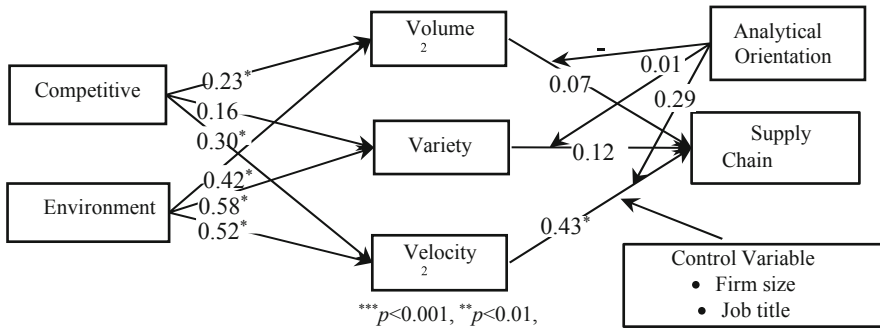 Volume
2
Analytical
Orientation
-
0.01
0.23*
0.07
Competitive
0.16
0.29
0.30*
Variety
0.12
Supply
Chain
0.42*
Environment
0.58*
0.52*
Velocity
2
0.43*
Control Variable
• Firm size
• Job title
***p<0.001, **p<0.01,